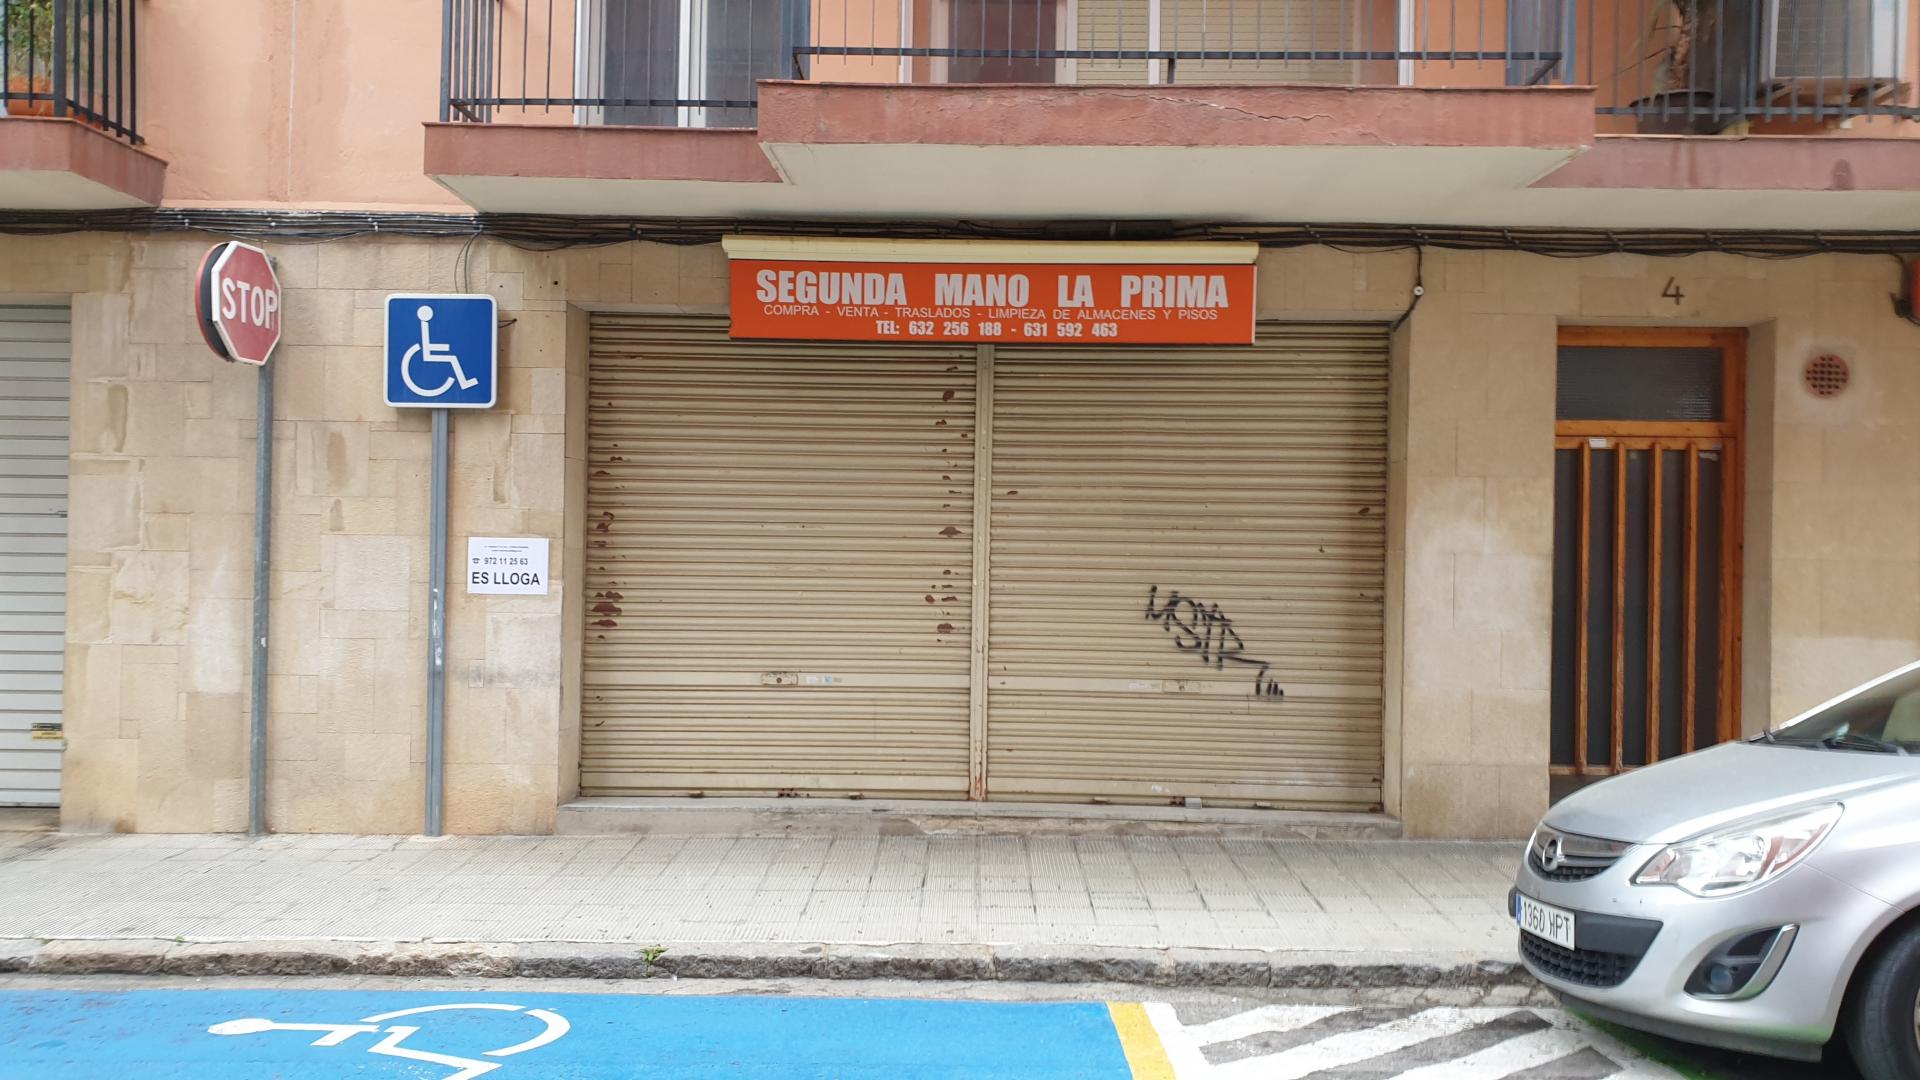 SEGUNDA MANO LA PRIMA
COMPRA - VENTA - TRASLADOS - LIMPIEZA DE ALMACENES Y PISOS
TEL: 632 256 188 - 631 592 463
STOP
972 11 25 63
ES LLOGA
4
1360 HPT